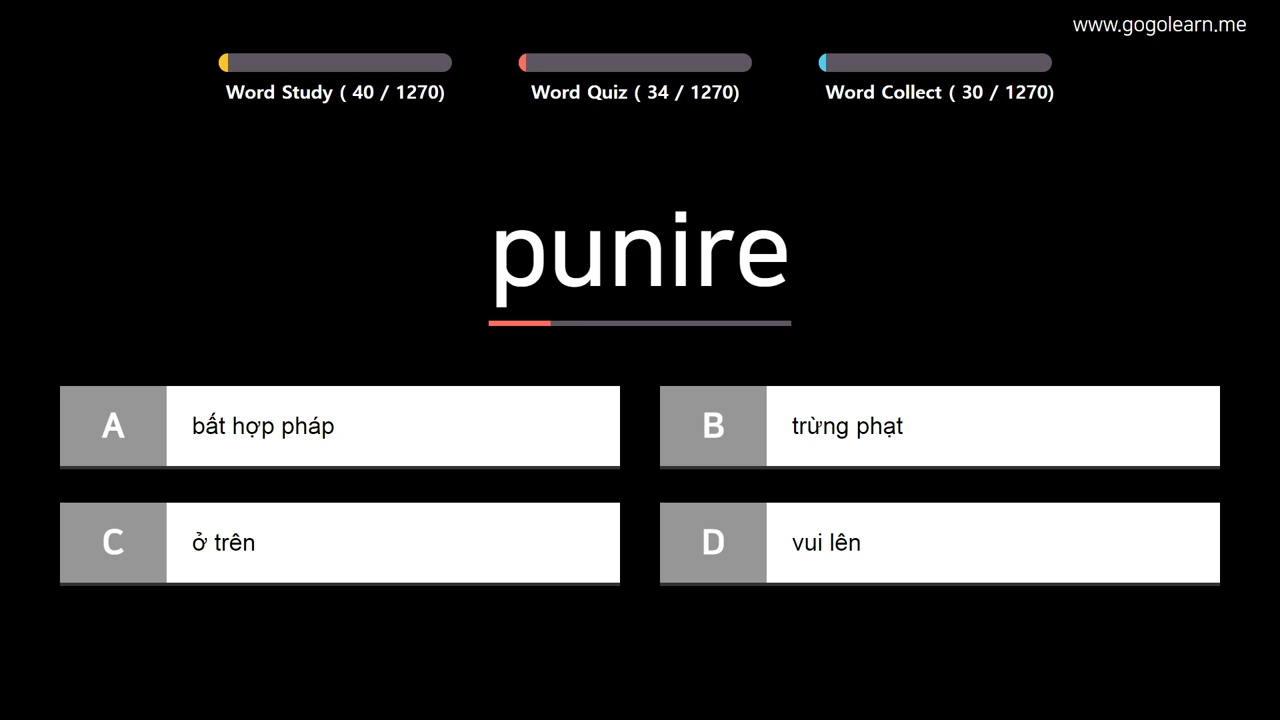 www.gogolearn.me
Word Study ( 40 / 1270)
Word Quiz ( 34 / 1270)
Word Collect ( 30 / 1270)
punire
A bất hợp pháp
B trừng phạt
C ở trên
D vui lên